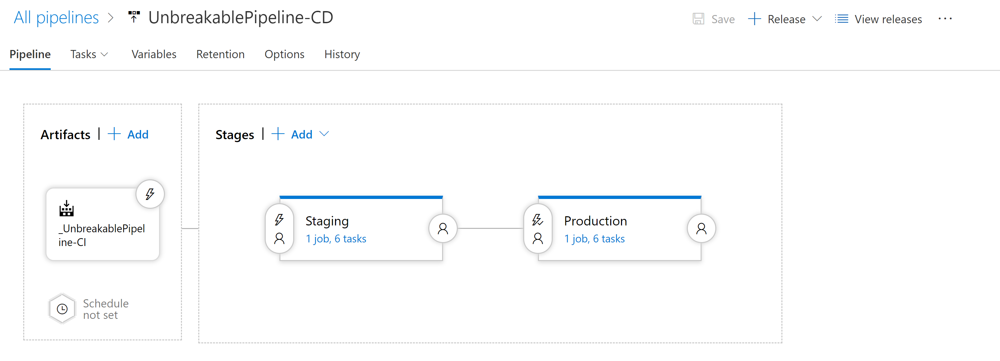 All pipelines > UnbreakablePipeline-CD
Save Release View releases ...
Pipeline Tasks Variables Retention Options History
Artifacts | + Add
Stages | + Add
_UnbreakablePipel
ine-CI
Staging
1 job, 6 tasks
Production
1 job, 6 tasks
Schedule
not set